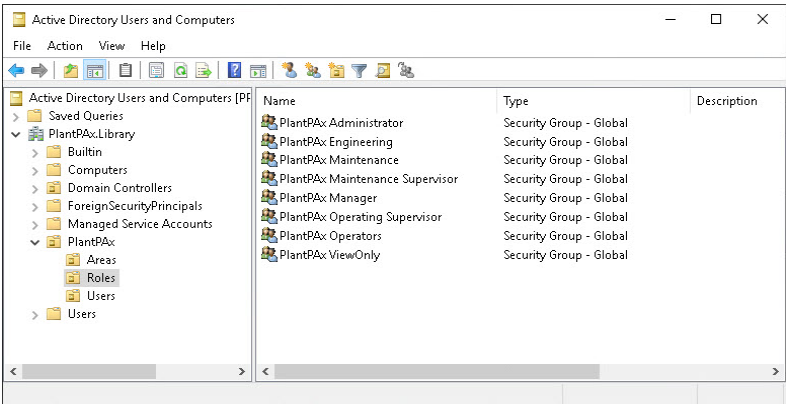 Active Directory Users and Computers
File Action View Help
Active Directory Users and Computers [PF
Saved Queries
PlantPAx.Library
Builtin
Computers
Domain Controllers
ForeignSecurityPrincipals
Managed Service Accounts
PlantPAx
Areas
Roles
Users
Users
Name Type Description
PlantPAx Administrator Security Group - Global
PlantPAx Engineering Security Group - Global
PlantPAx Maintenance Security Group - Global
PlantPAx Maintenance Supervisor Security Group - Global
PlantPAx Manager Security Group - Global
PlantPAx Operating Supervisor Security Group - Global
PlantPAx Operators Security Group - Global
PlantPAx ViewOnly Security Group - Global